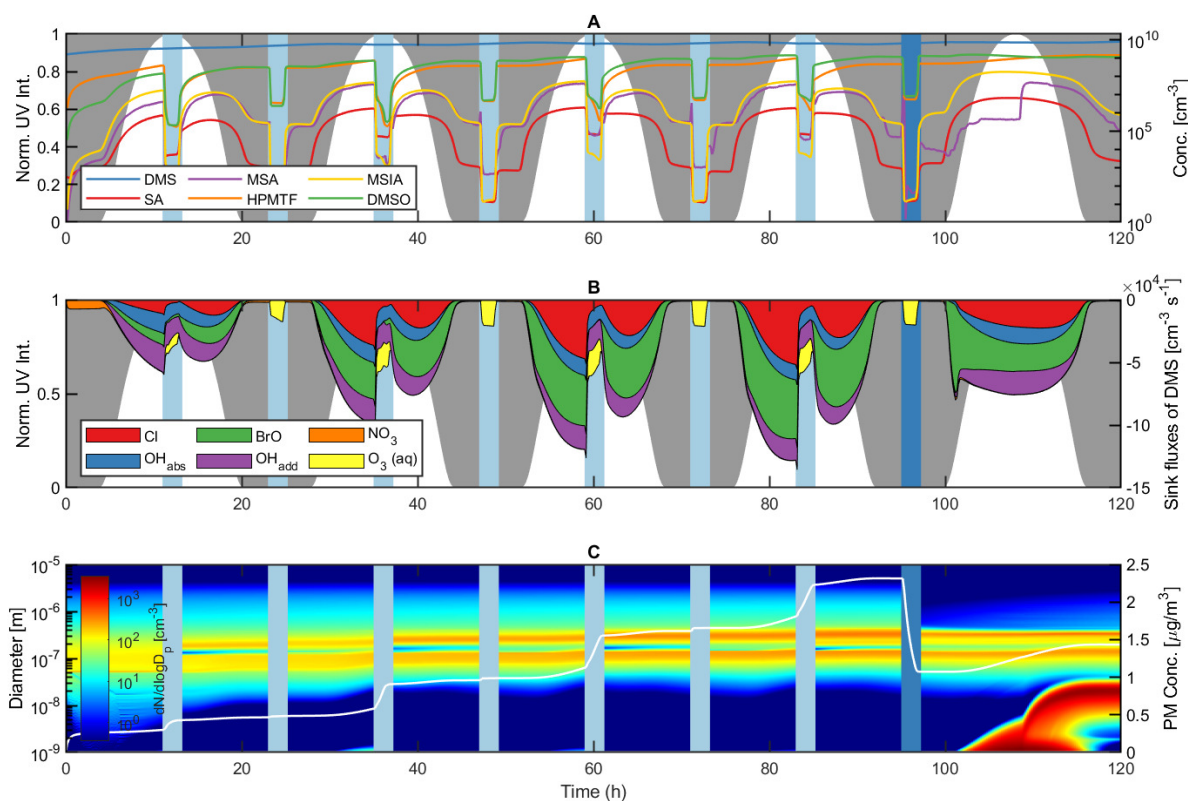 A
Norm. UV Int.
1
0.8
0.6
0.4
0.2
0
DMS MSA MSIA
SA HPMTF DMSO
10^10
10^5
10^0
Conc. [cm^-3]
0 20 40 60 80 100 120
B
Norm. UV Int.
1
0.5
0
Cl BrO NO_3
OH_abs OH_add O_3 (aq)
×10^4
0
-5
-10
-15
Sink fluxes of DMS [cm^-3 s^-1]
0 20 40 60 80 100 120
C
Diameter [m]
10^-5
10^-6
10^-7
10^-8
10^-9
10^3
10^2
10^1
10^0
dN/dlogD_p [cm^-3]
2.5
2
1.5
1
0.5
0
PM Conc. [μg/m^3]
0 20 40 60 80 100 120
Time (h)